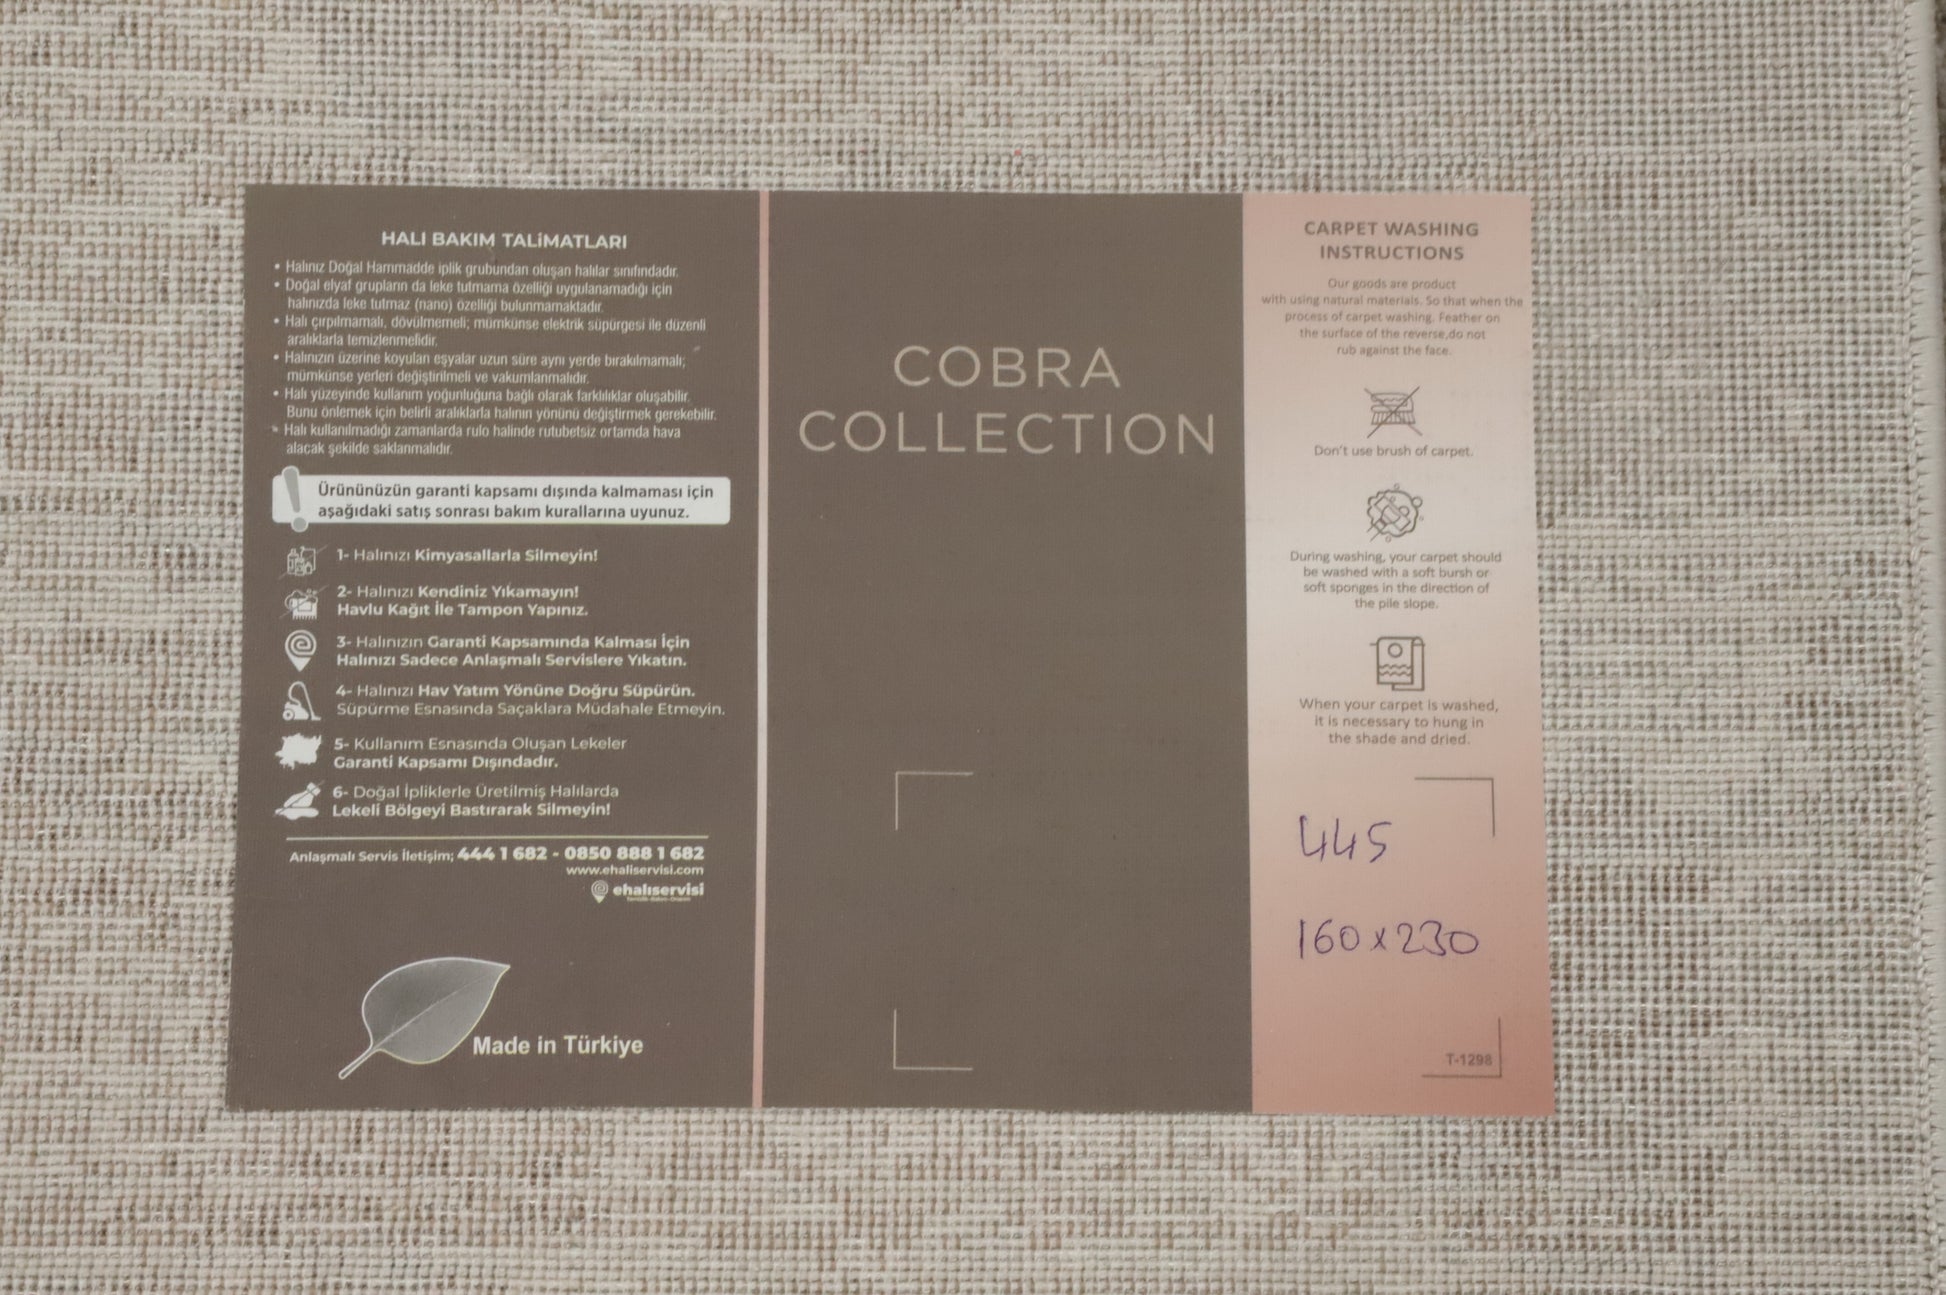 HALI BAKIM TALİMATLARI
• Halınız Doğal Hammadde iplik grubundan oluşan halılar sınıfındadır.
• Doğal elyaf grupların da leke tutmama özelliği uygulanamadığı için
halınızda leke tutmaz (nano) özelliği bulunmamaktadır.
• Halı çırpılmamalı, dövülmemeli; mümkünse elektrik süpürgesi ile düzenli
aralıklarla temizlenmelidir.
• Halınızın üzerine koyulan eşyalar uzun süre aynı yerde bırakılmamalı;
mümkünse yerleri değiştirilmeli ve vakumlanmalıdır.
• Halı yüzeyinde kullanım yoğunluğuna bağlı olarak farklılıklar oluşabilir.
Bunu önlemek için belirli aralıklarla halının yönünü değiştirmek gerekebilir.
• Halı kullanılmadığı zamanlarda rulo halinde rutubetsiz ortamda hava
alacak şekilde saklanmalıdır.
Ürününüzün garanti kapsamı dışında kalmaması için
aşağıdaki satış sonrası bakım kurallarına uyunuz.
1- Halınızı Kimyasallarla Silmeyin!
2- Halınızı Kendiniz Yıkamayın!
Havlu Kağıt İle Tampon Yapınız.
3- Halınızın Garanti Kapsamında Kalması İçin
Halınızı Sadece Anlaşmalı Servislere Yıkatın.
4- Halınızı Hav Yatım Yönüne Doğru Süpürün.
Süpürme Esnasında Saçaklara Müdahale Etmeyin.
5- Kullanım Esnasında Oluşan Lekeler
Garanti Kapsamı Dışındadır.
6- Doğal İpliklerle Üretilmiş Halılarda
Lekeli Bölgeyi Bastırarak Silmeyin!
Anlaşmalı Servis İletişim; 444 1 682 - 0850 888 1 682
www.ehaliservisi.com
ehalıservisi
Made in Türkiye
COBRA
COLLECTION
CARPET WASHING
INSTRUCTIONS
Our goods are product
with using natural materials. So that when the
process of carpet washing. Feather on
the surface of the reverse,do not
rub against the face.
Don't use brush of carpet.
During washing, your carpet should
be washed with a soft bursh or
soft sponges in the direction of
the pile slope.
When your carpet is washed,
it is necessary to hung in
the shade and dried.
445
160x230
T-1298